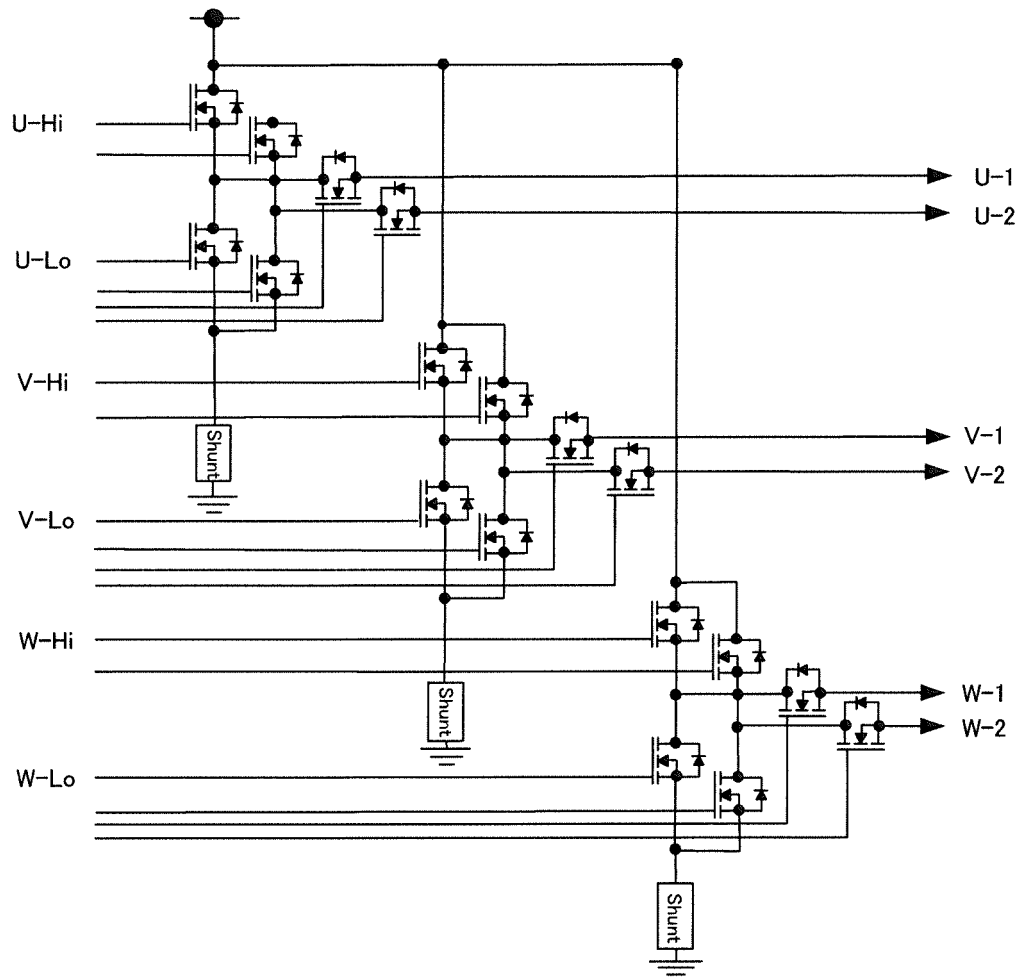 U-Hi
U-1
U-2
U-Lo
V-Hi
Shunt
V-1
V-2
V-Lo
W-Hi
Shunt
W-1
W-2
W-Lo
Shunt